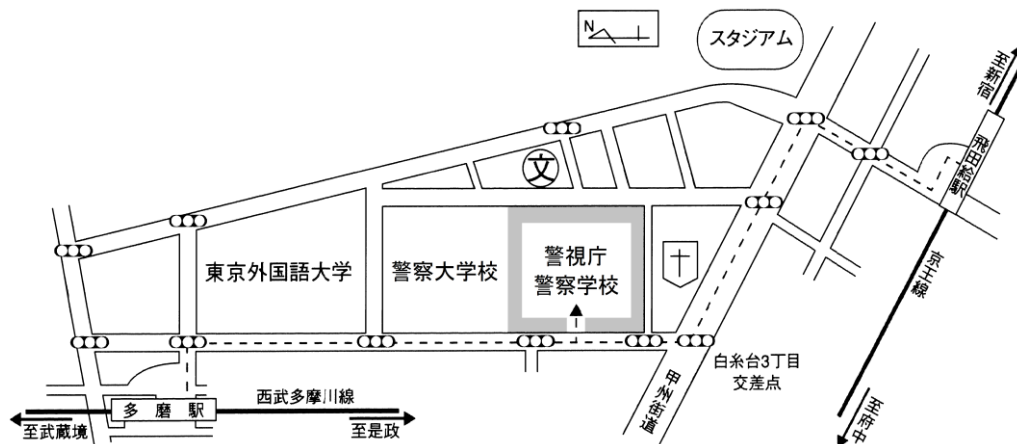 N
スタジアム
至新宿
飛田給駅
文
東京外国語大学
警察大学校
警視庁
警察学校
京王線
白糸台3丁目
交差点
甲州街道
西武多摩川線
多磨駅
至武蔵境
至是政
至府中